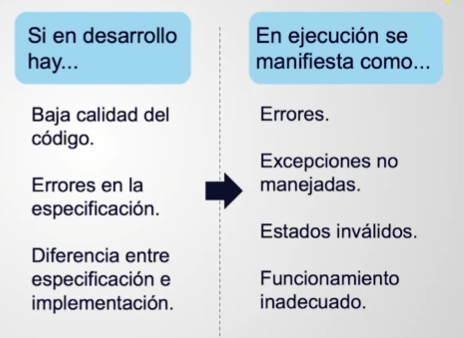 Si en desarrollo
hay...
Baja calidad del
código.
Errores en la
especificación.
Diferencia entre
especificación e
implementación.
En ejecución se
manifiesta como...
Errores.
Excepciones no
manejadas.
Estados inválidos.
Funcionamiento
inadecuado.